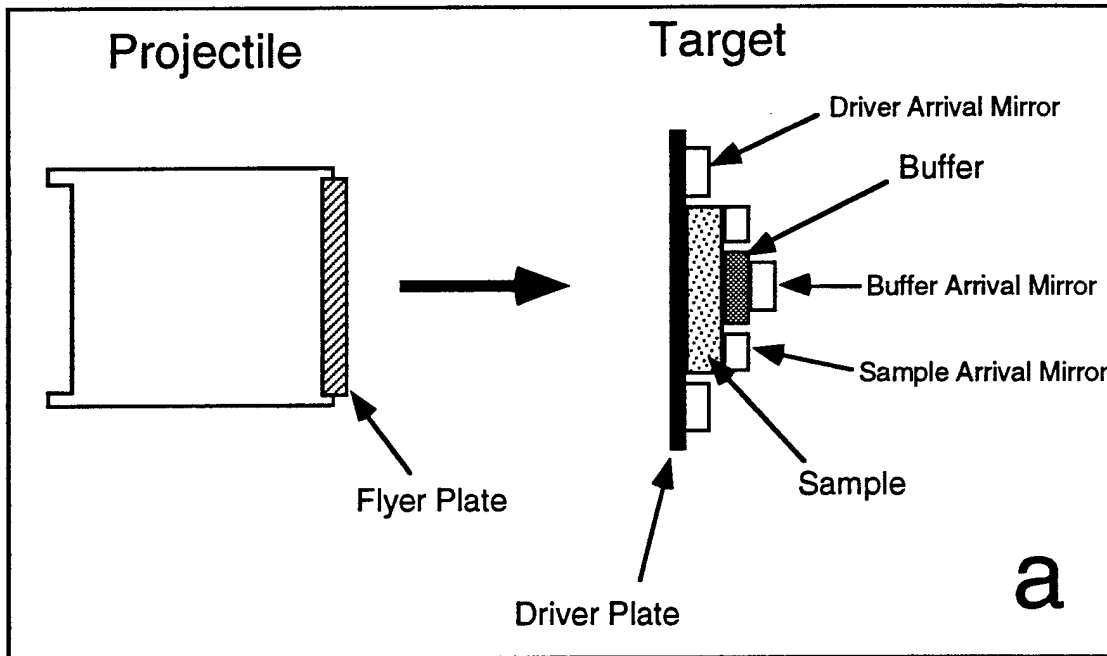 Projectile
Target
Driver Arrival Mirror
Buffer
Buffer Arrival Mirror
Sample Arrival Mirror
Sample
Flyer Plate
Driver Plate
a